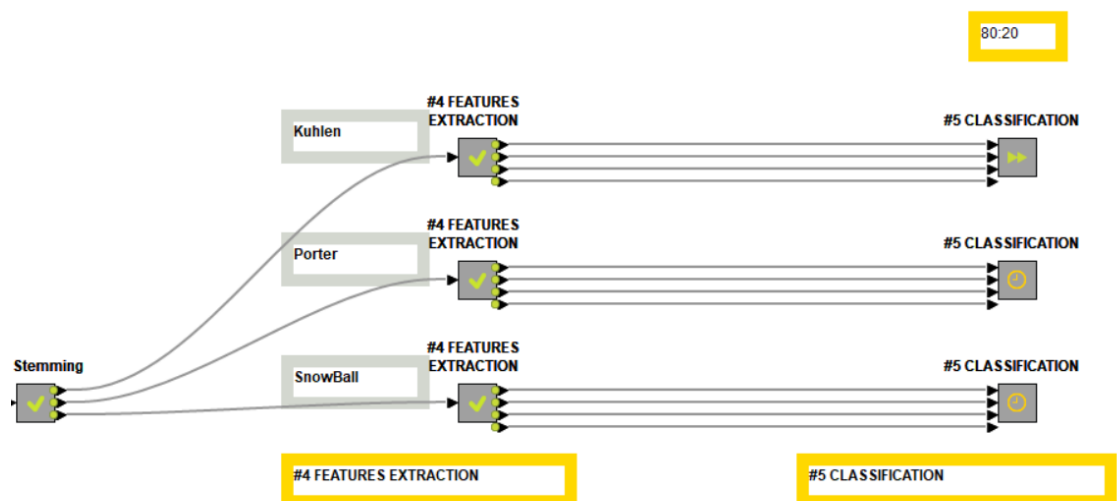 80:20
#4 FEATURES
EXTRACTION
Kuhlen
#5 CLASSIFICATION
#4 FEATURES
EXTRACTION
Porter
#5 CLASSIFICATION
Stemming
#4 FEATURES
EXTRACTION
SnowBall
#5 CLASSIFICATION
#4 FEATURES EXTRACTION
#5 CLASSIFICATION